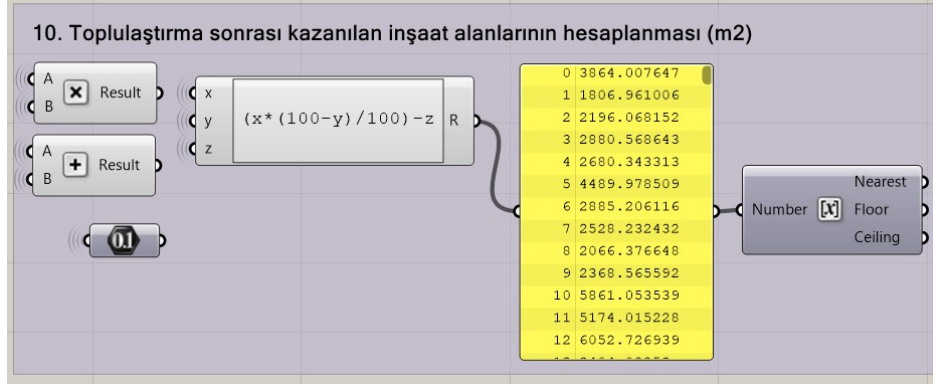 10. Toplulaştırma sonrası kazanılan inşaat alanlarının hesaplanması (m2)
A
B
× Result
A
B
+ Result
0.1
x
y
z
(x*(100-y)/100)-z
R
0 3864.007647
1 1806.961006
2 2196.068152
3 2880.568643
4 2680.343313
5 4489.978509
6 2885.206116
7 2528.232432
8 2066.376648
9 2368.565592
10 5861.053539
11 5174.015228
12 6052.726939
Number [x]
Nearest
Floor
Ceiling